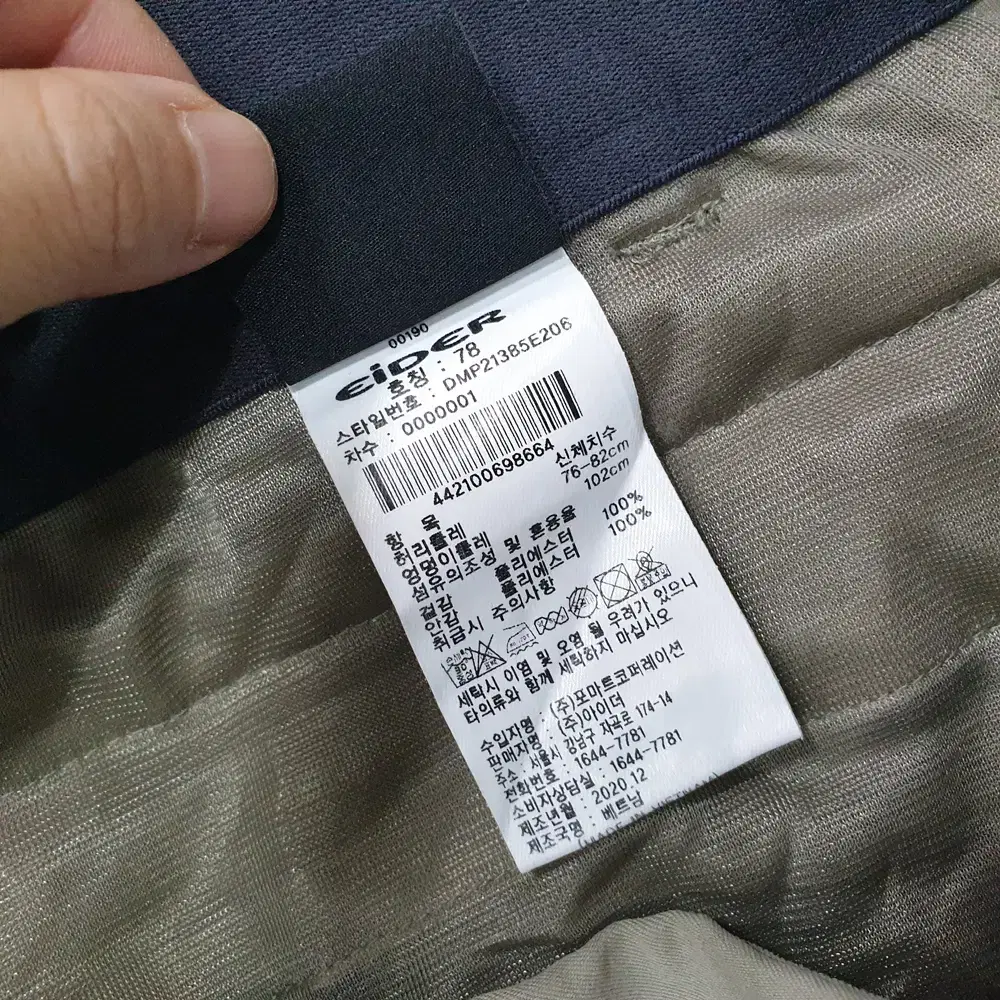 00190
EiDER
호칭 : 78
스타일번호 : DMP21385E206
차수 : 0000001
442100698664
항 목 신체치수
허리둘레 76-82cm
엉덩이둘레 102cm
섬유의조성 및 혼용율
겉감 폴리에스터 100%
안감 폴리에스터 100%
취급시 주의사항
세탁시 이염 및 오염 될 우려가 있으니
타의류와 함께 세탁하지 마십시오
수입자명 : (주)포마트코퍼레이션
판매자명 : (주)아이더
주소 : 서울시 강남구 자곡로 174-14
전화번호 : 1644-7781
소비자상담실 : 1644-7781
제조년월 : 2020.12
제조국명 : 베트남
(MADE IN VIETNAM)